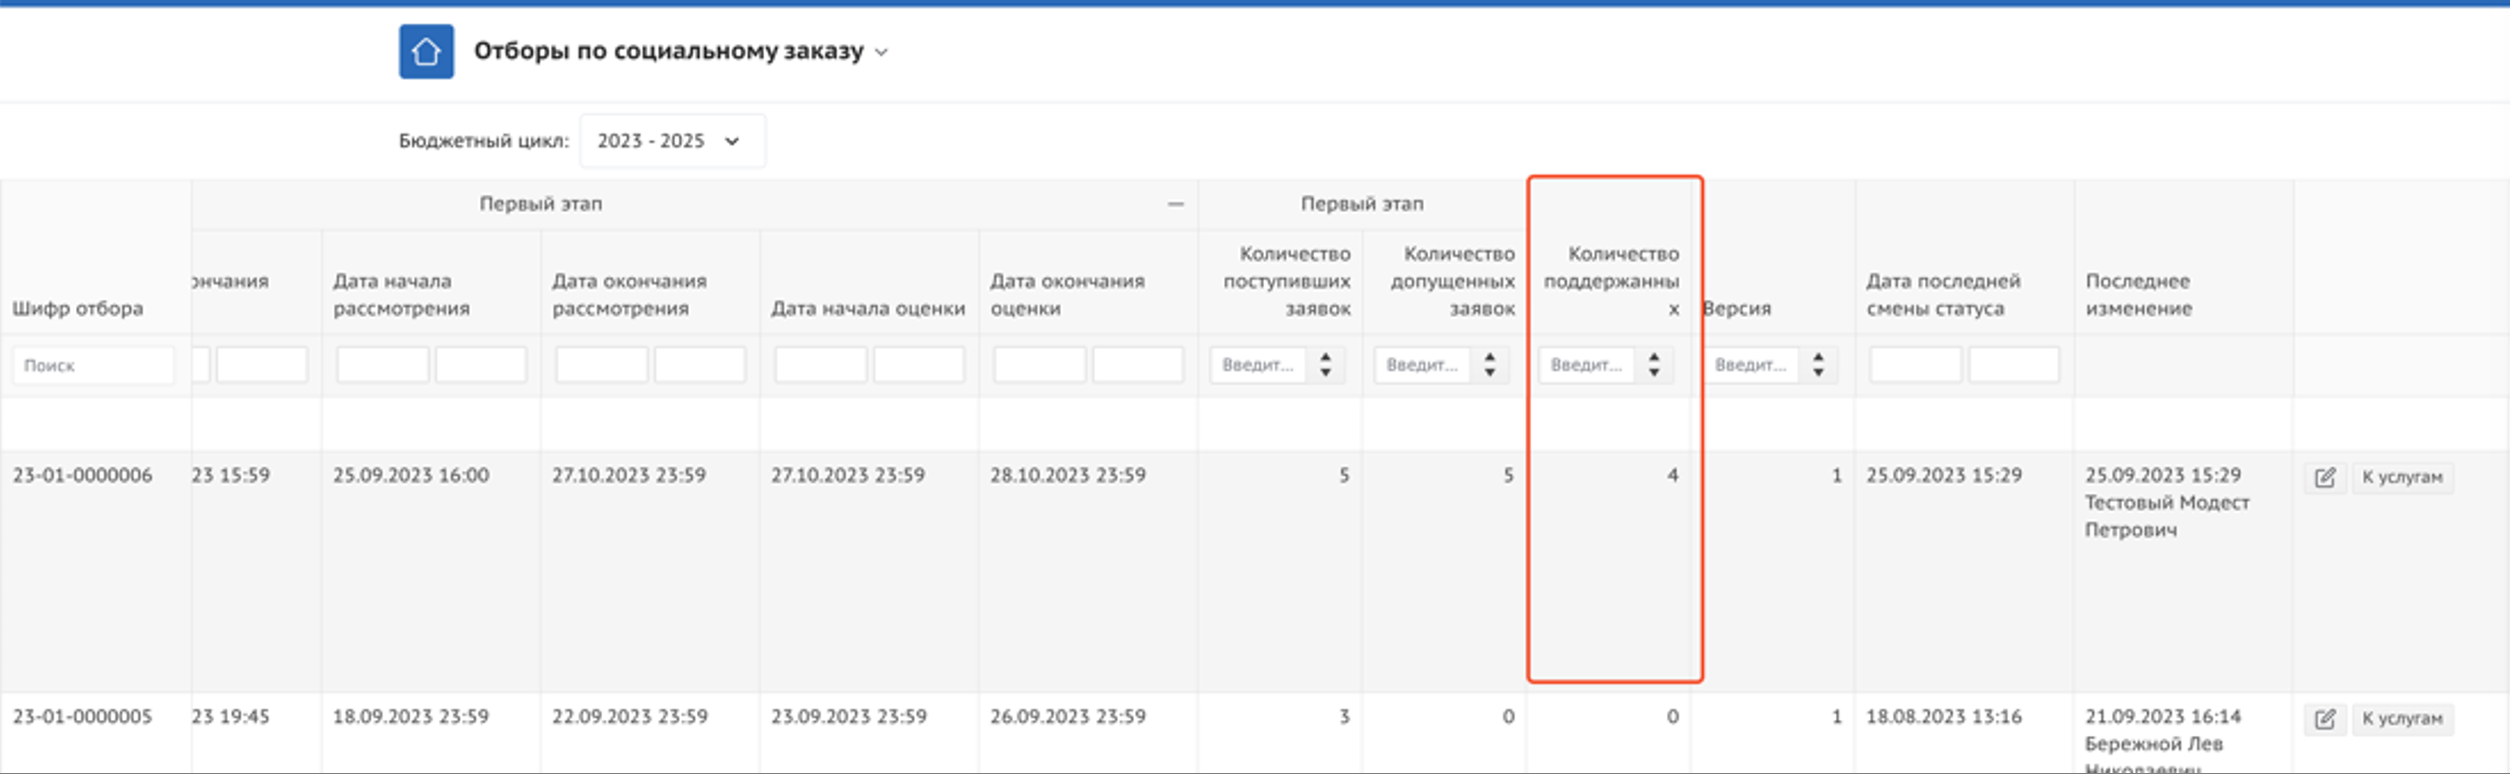 Отборы по социальному заказу
Бюджетный цикл: 2023 - 2025
Первый этап Первый этап
Шифр отбора
ончания
Дата начала
рассмотрения
Дата окончания
рассмотрения
Дата начала оценки
Дата окончания
оценки
Количество
поступивших
заявок
Количество
допущенных
заявок
Количество
поддержанны
х
Версия
Дата последней
смены статуса
Последнее
изменение
Поиск Введит... Введит... Введит... Введит...
23-01-0000006 23 15:59 25.09.2023 16:00 27.10.2023 23:59 27.10.2023 23:59 28.10.2023 23:59 5 5 4 1 25.09.2023 15:29 25.09.2023 15:29 К услугам
Тестовый Модест
Петрович
23-01-0000005 23 19:45 18.09.2023 23:59 22.09.2023 23:59 23.09.2023 23:59 26.09.2023 23:59 3 0 0 1 18.08.2023 13:16 21.09.2023 16:14 К услугам
Бережной Лев